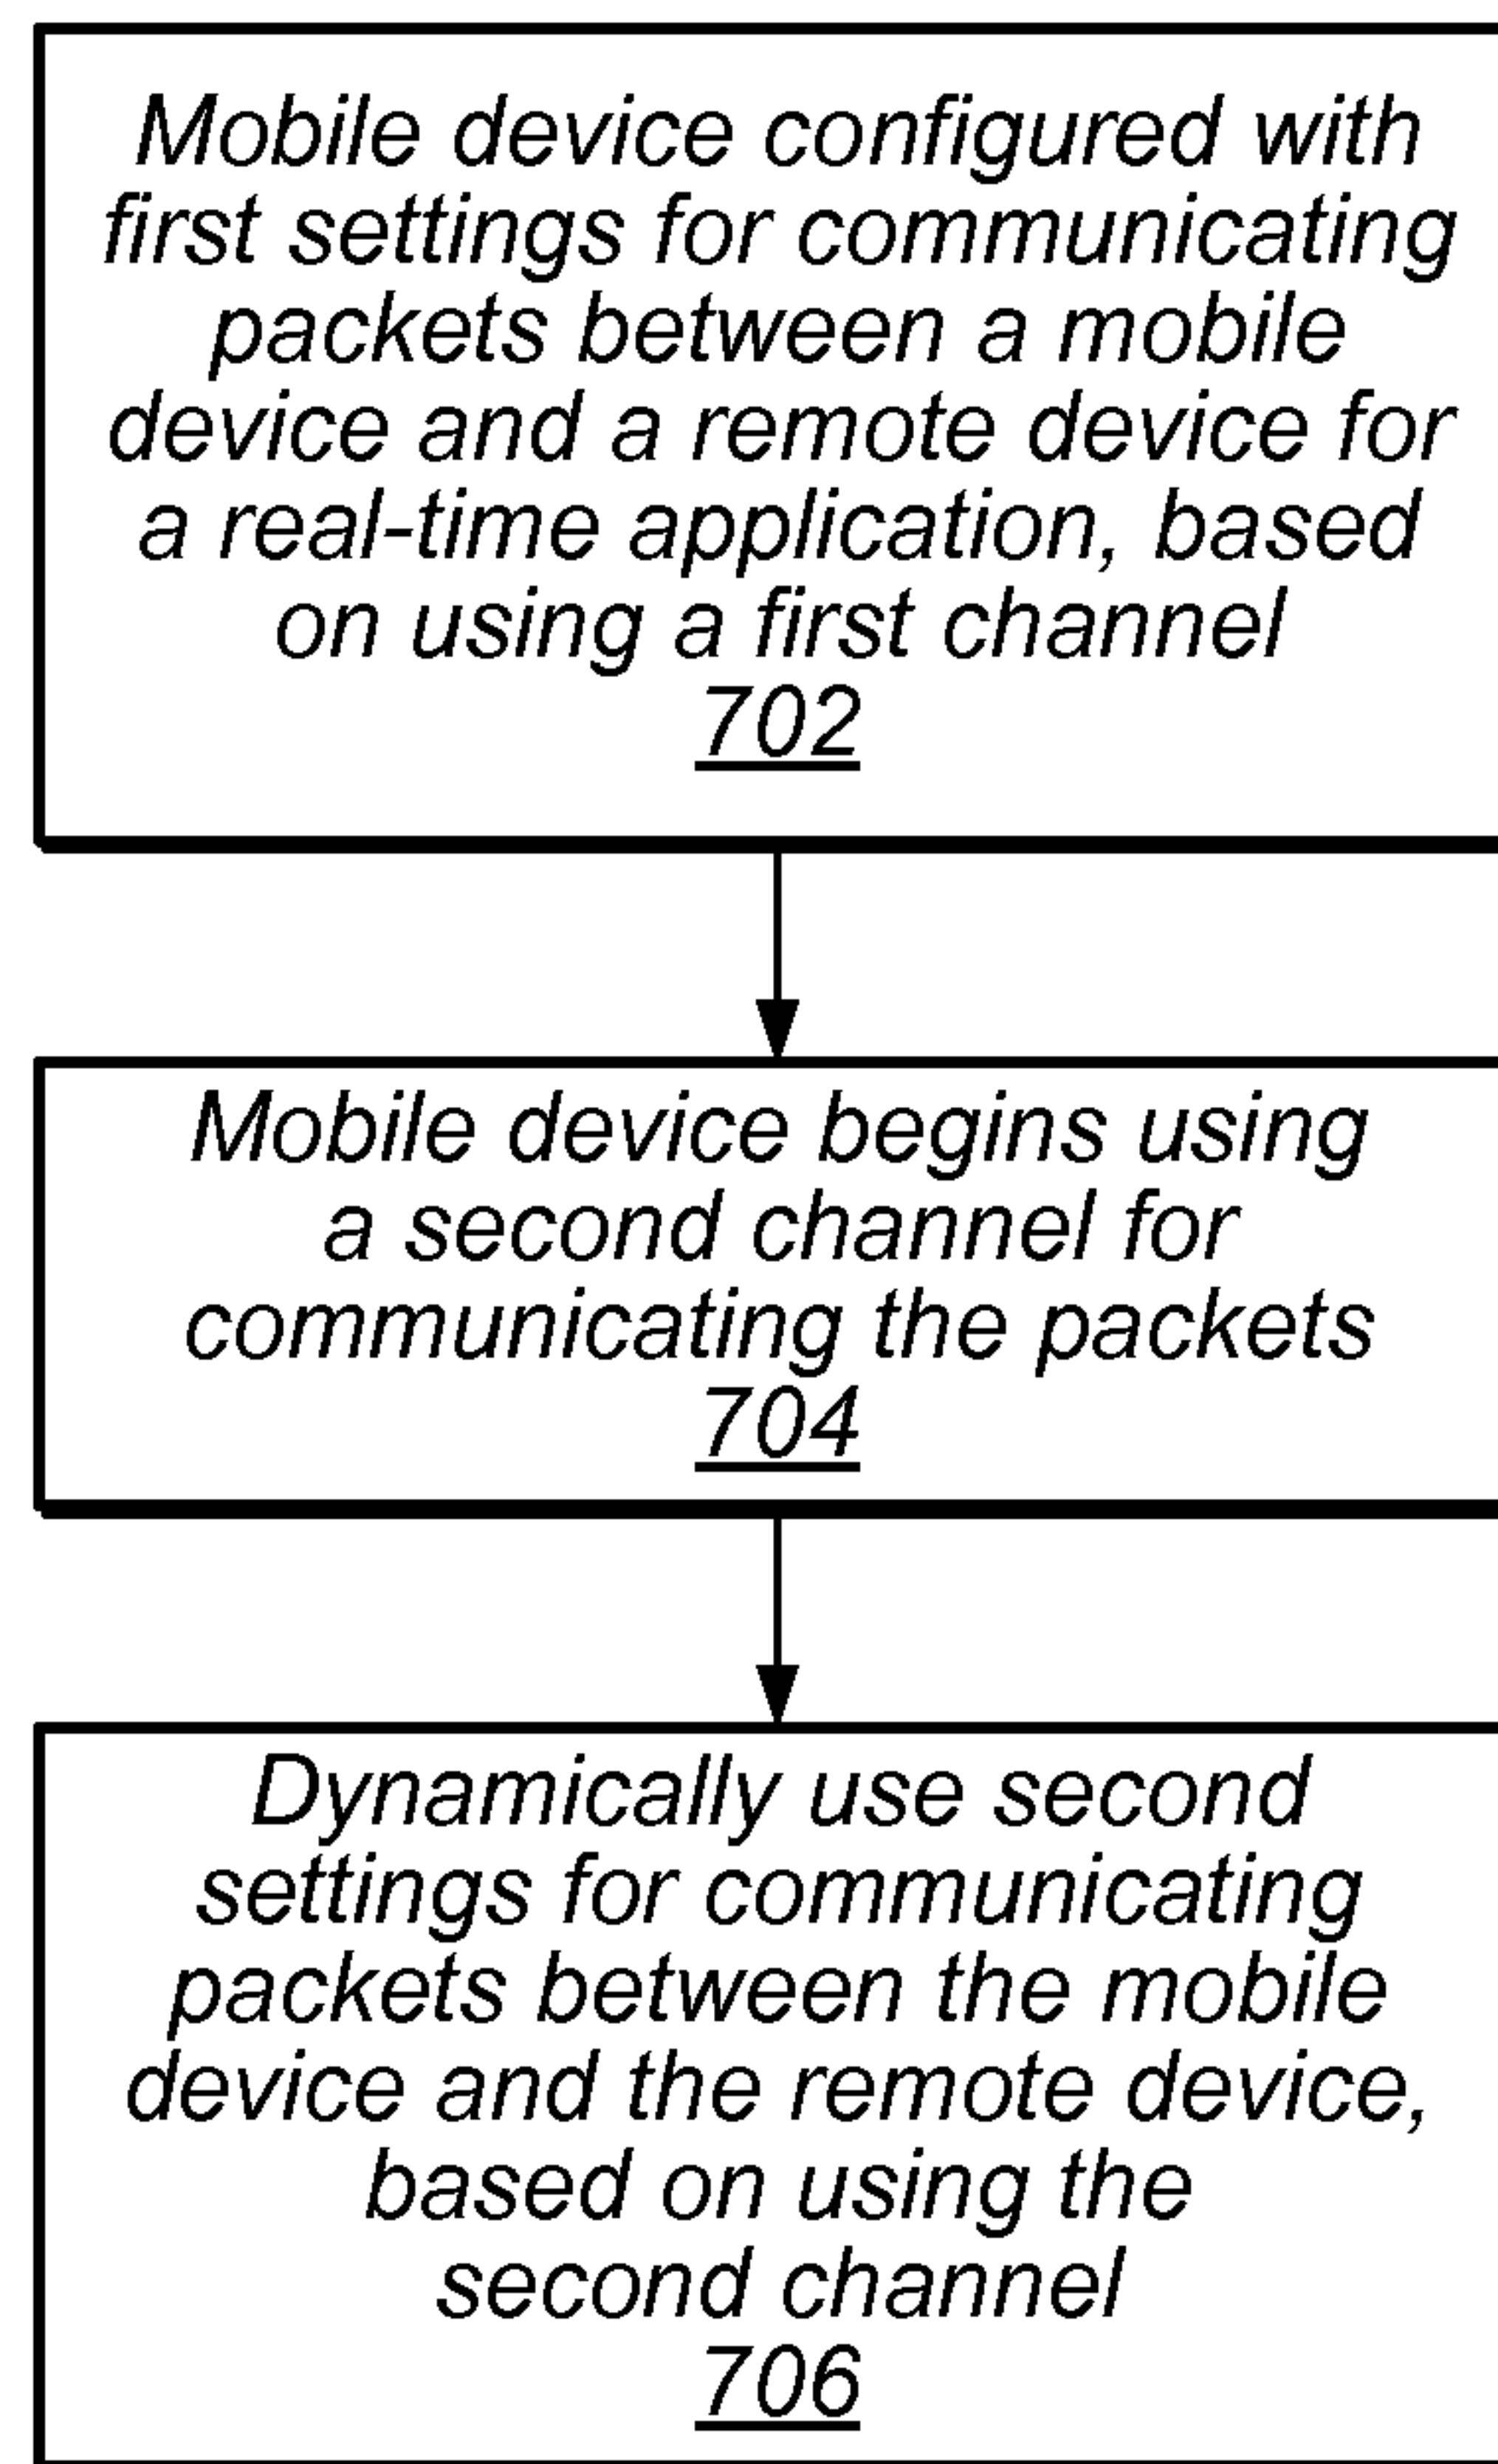 Mobile device configured with
first settings for communicating
packets between a mobile
device and a remote device for
a real-time application, based
on using a first channel
702
Mobile device begins using
a second channel for
communicating the packets
704
Dynamically use second
settings for communicating
packets between the mobile
device and the remote device,
based on using the
second channel
706